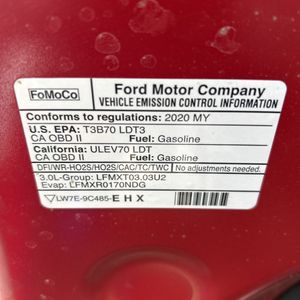 FoMoCo
Ford Motor Company
VEHICLE EMISSION CONTROL INFORMATION
Conforms to regulations: 2020 MY
U.S. EPA: T3B70 LDT3
CA OBD II Fuel: Gasoline
California: ULEV70 LDT
CA OBD II Fuel: Gasoline
DFI/WR-HO2S/HO2S/CAC/TC/TWC
No adjustments needed.
3.0L-Group: LFMXT03.03U2
Evap: LFMXR0170NDG
LW7E-9C485-EHX